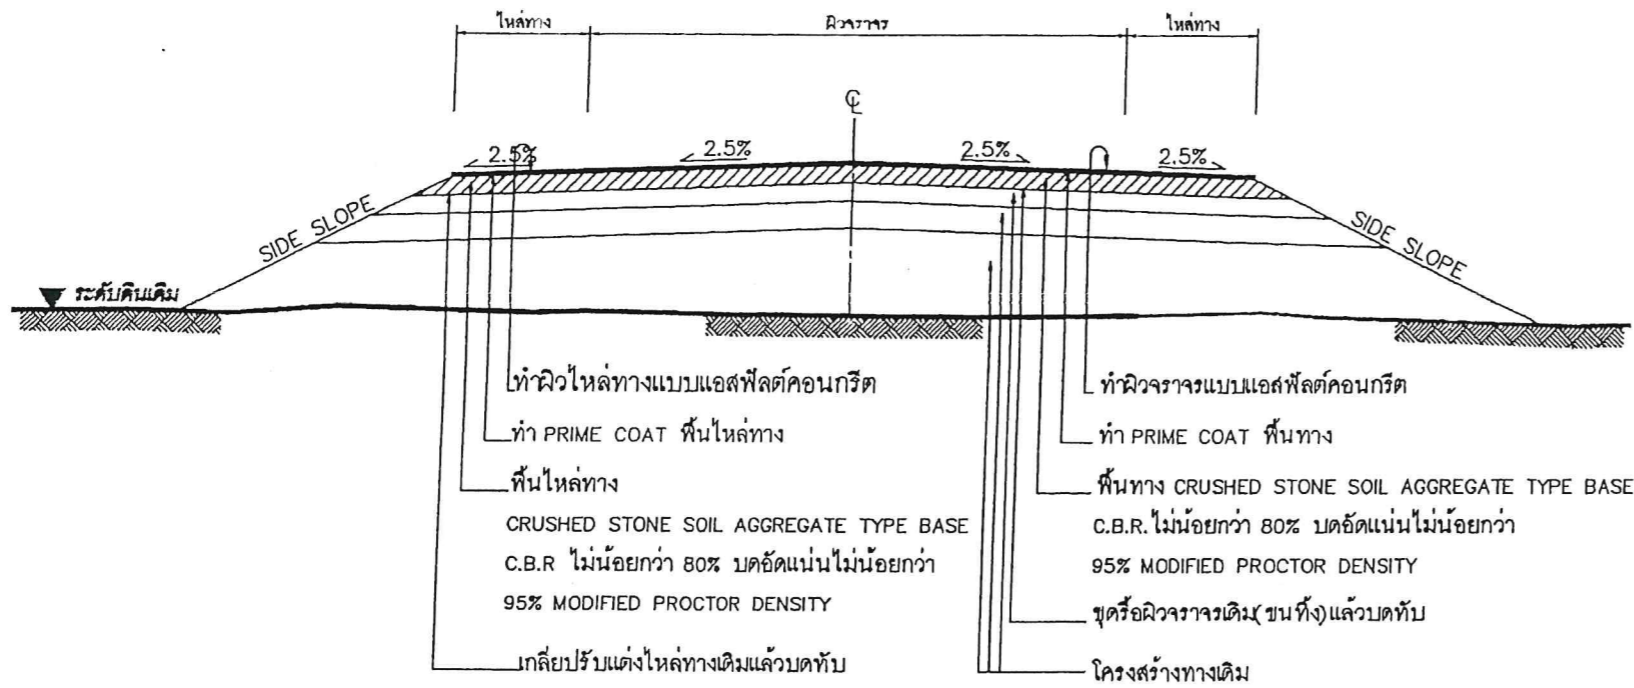 ไหล่ทาง
ผิวจราจร
ไหล่ทาง
℄
2.5%
2.5%
2.5%
2.5%
SIDE SLOPE
SIDE SLOPE
ระดับดินเดิม
ทำผิวไหล่ทางแบบแอสฟัลต์คอนกรีต
ทำ PRIME COAT พื้นไหล่ทาง
พื้นไหล่ทาง
CRUSHED STONE SOIL AGGREGATE TYPE BASE
C.B.R ไม่น้อยกว่า 80% บดอัดแน่นไม่น้อยกว่า
95% MODIFIED PROCTOR DENSITY
เกลี่ยปรับแต่งไหล่ทางเดิมแล้วบดทับ
ทำผิวจราจรแบบแอสฟัลต์คอนกรีต
ทำ PRIME COAT พื้นทาง
พื้นทาง CRUSHED STONE SOIL AGGREGATE TYPE BASE
C.B.R. ไม่น้อยกว่า 80% บดอัดแน่นไม่น้อยกว่า
95% MODIFIED PROCTOR DENSITY
ขุดรื้อผิวจราจรเดิม(ขนทิ้ง)แล้วบดทับ
โครงสร้างทางเดิม